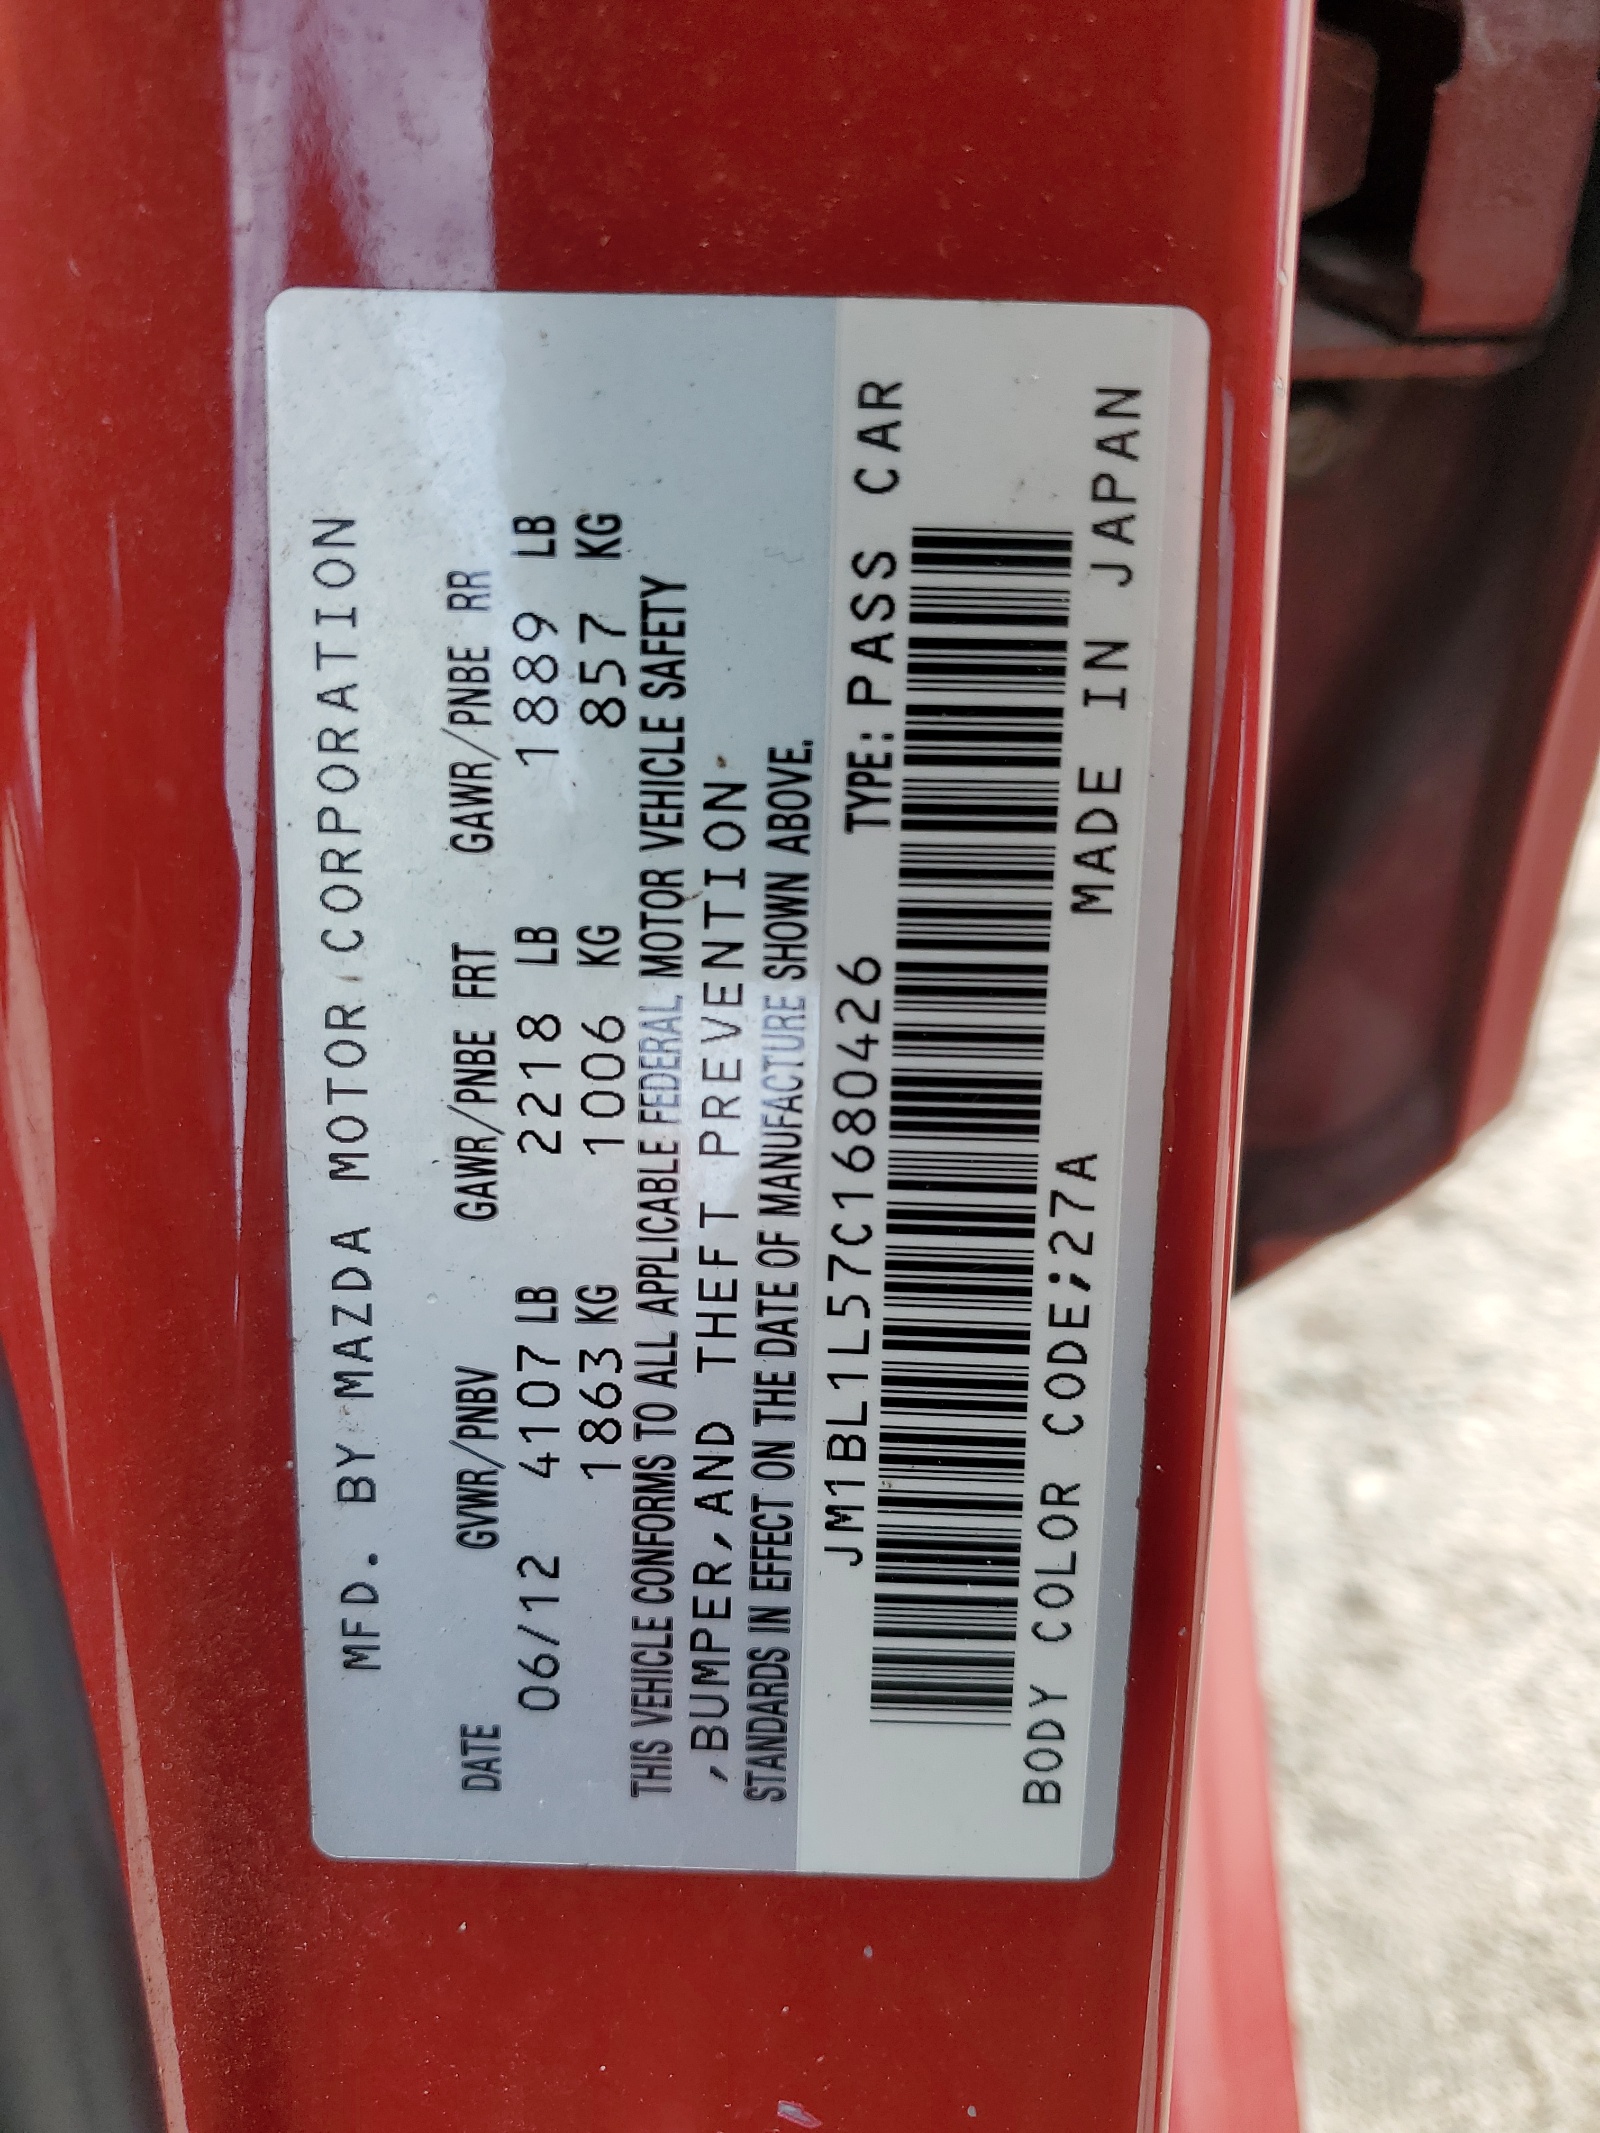 MFD. BY MAZDA MOTOR CORPORATION
DATE GVWR/PNBV GAWR/PNBE FRT GAWR/PNBE RR
06/12 4107 LB 2218 LB 1889 LB
1863 KG 1006 KG 857 KG
THIS VEHICLE CONFORMS TO ALL APPLICABLE FEDERAL MOTOR VEHICLE SAFETY
,BUMPER,AND THEFT PREVENTION
STANDARDS IN EFFECT ON THE DATE OF MANUFACTURE SHOWN ABOVE.
JM1BL1L57C1680426 TYPE: PASS CAR
BODY COLOR CODE;27A MADE IN JAPAN